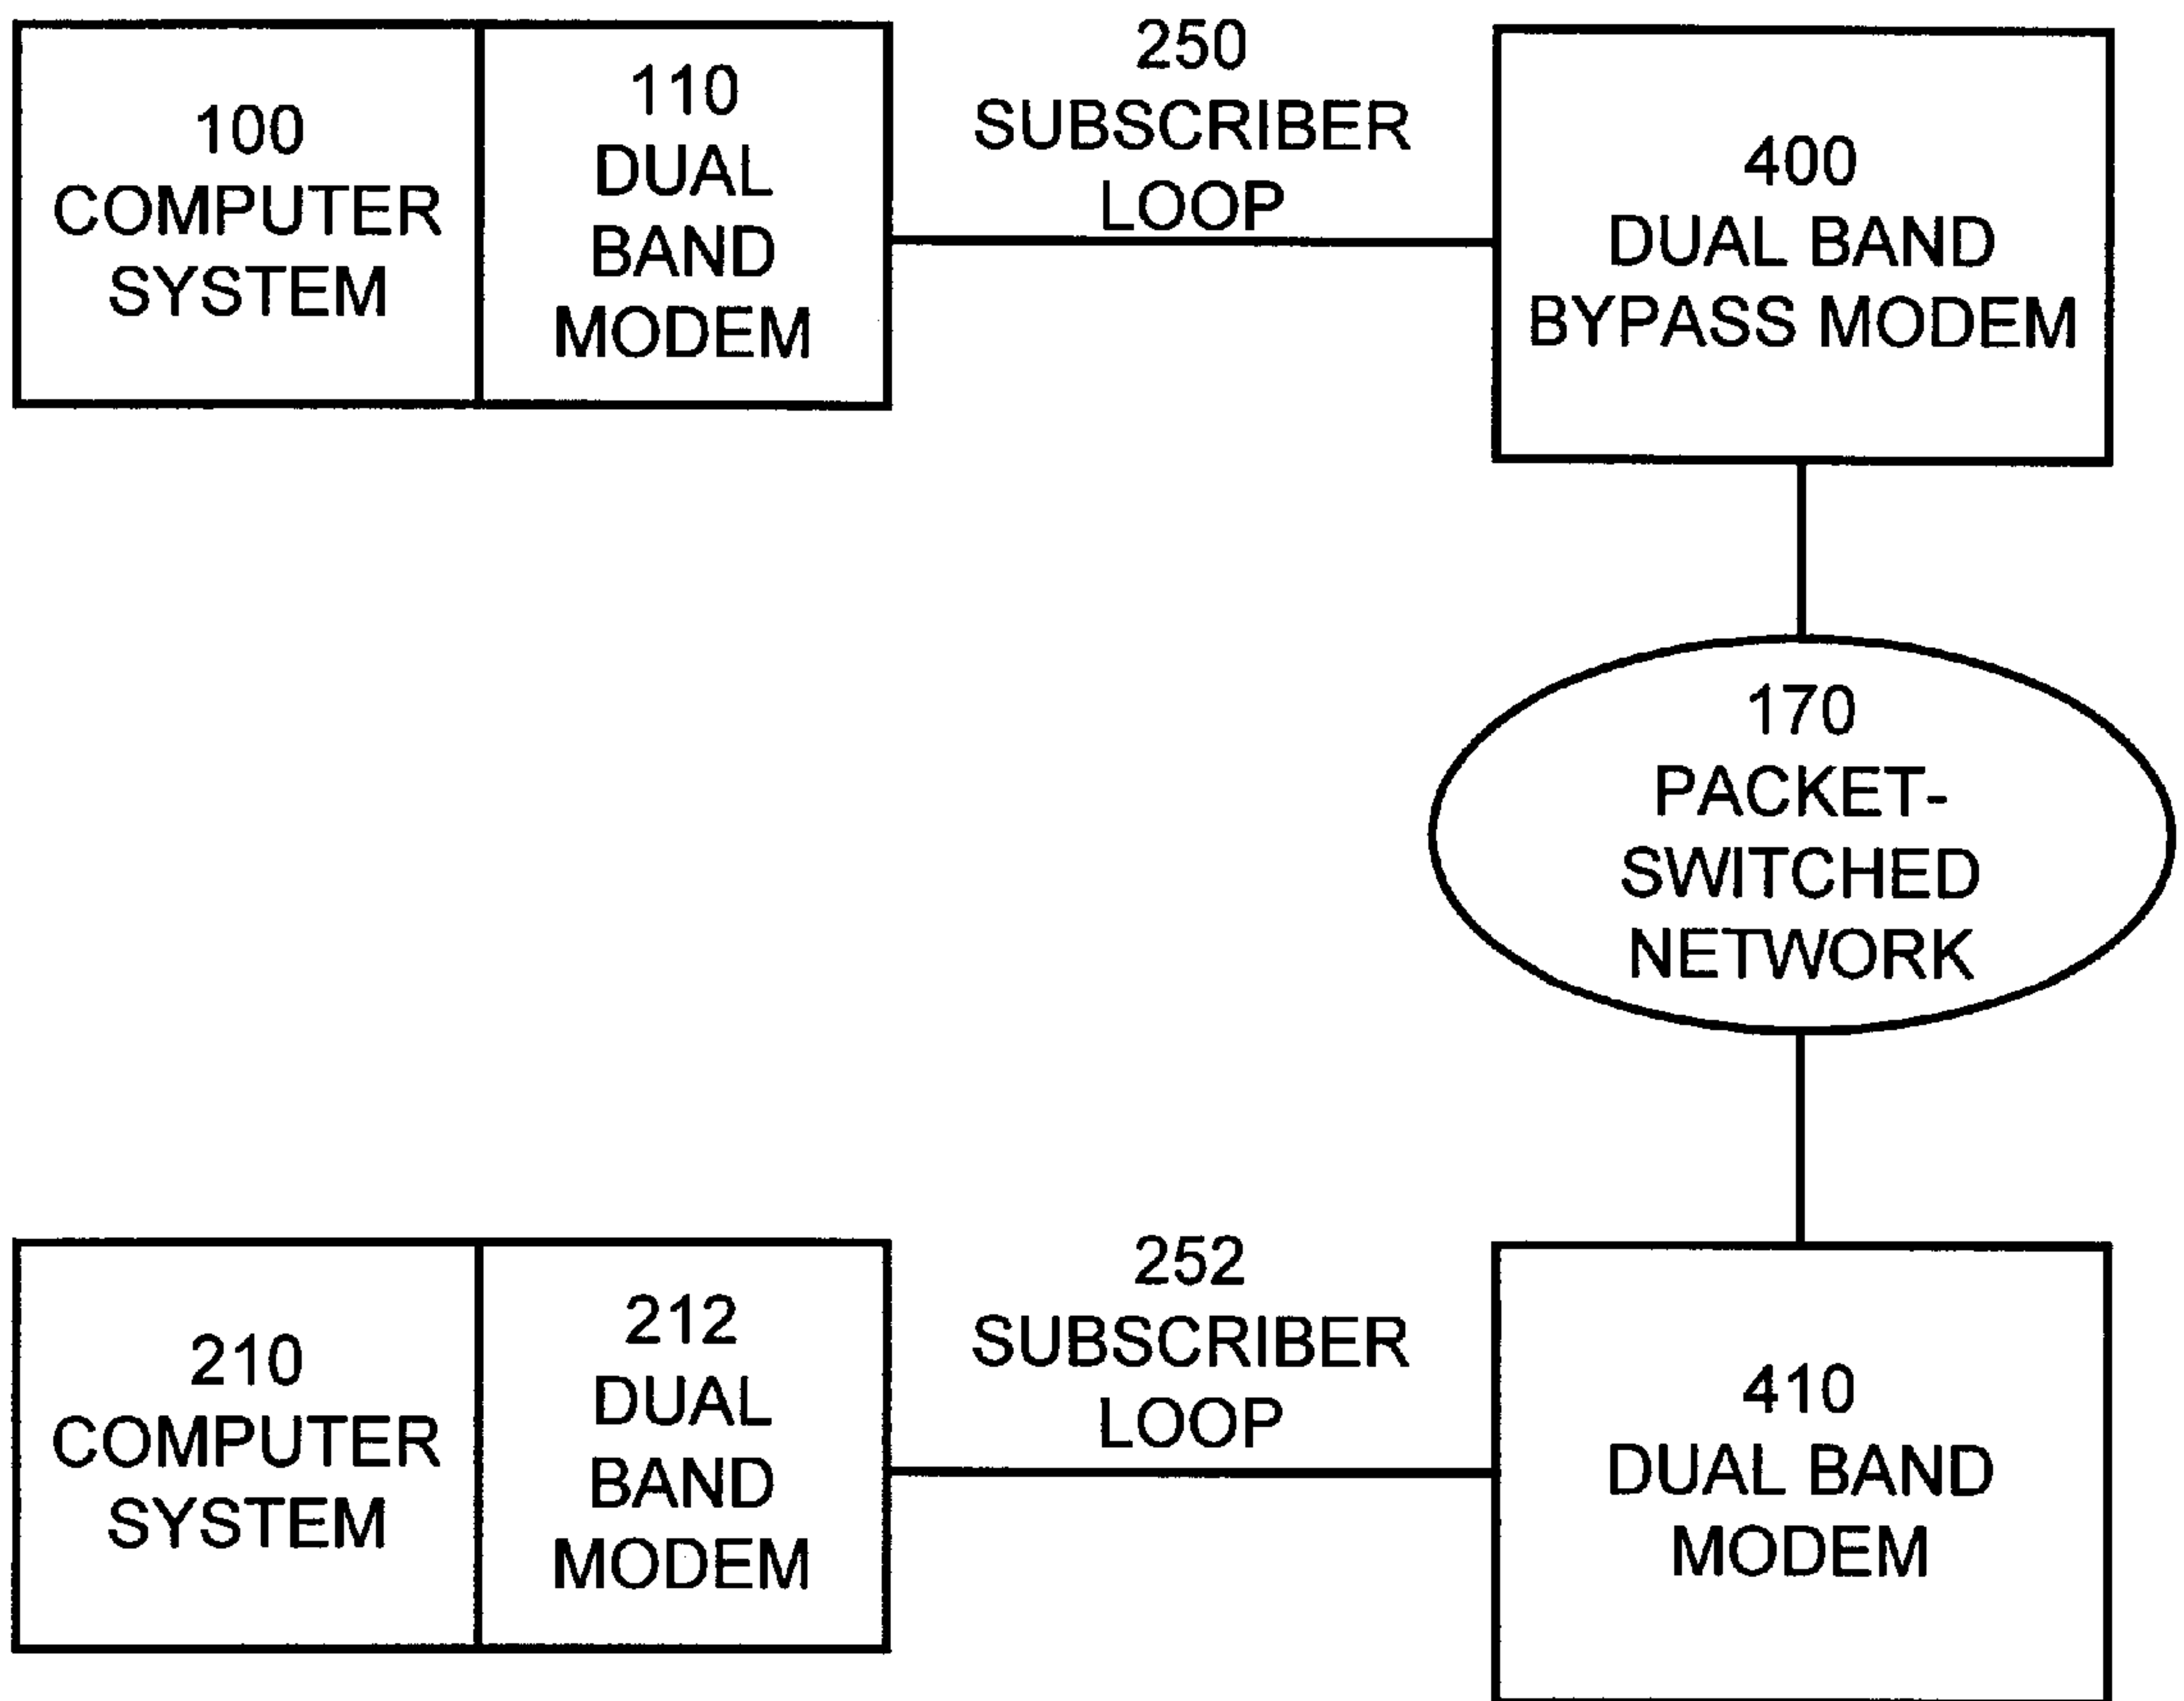 100
COMPUTER
SYSTEM
110
DUAL
BAND
MODEM
250
SUBSCRIBER
LOOP
400
DUAL BAND
BYPASS MODEM
170
PACKET-
SWITCHED
NETWORK
210
COMPUTER
SYSTEM
212
DUAL
BAND
MODEM
252
SUBSCRIBER
LOOP
410
DUAL BAND
MODEM